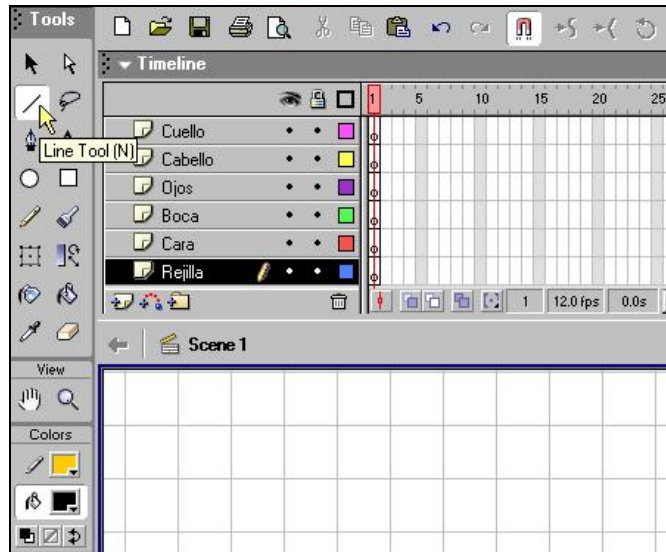 Tools
Timeline
1 5 10 15 20 25
Line Tool (N)
Cuello
Cabello
Ojos
Boca
Cara
Rejilla
1 12.0 fps 0.0s
Scene 1
View
Colors